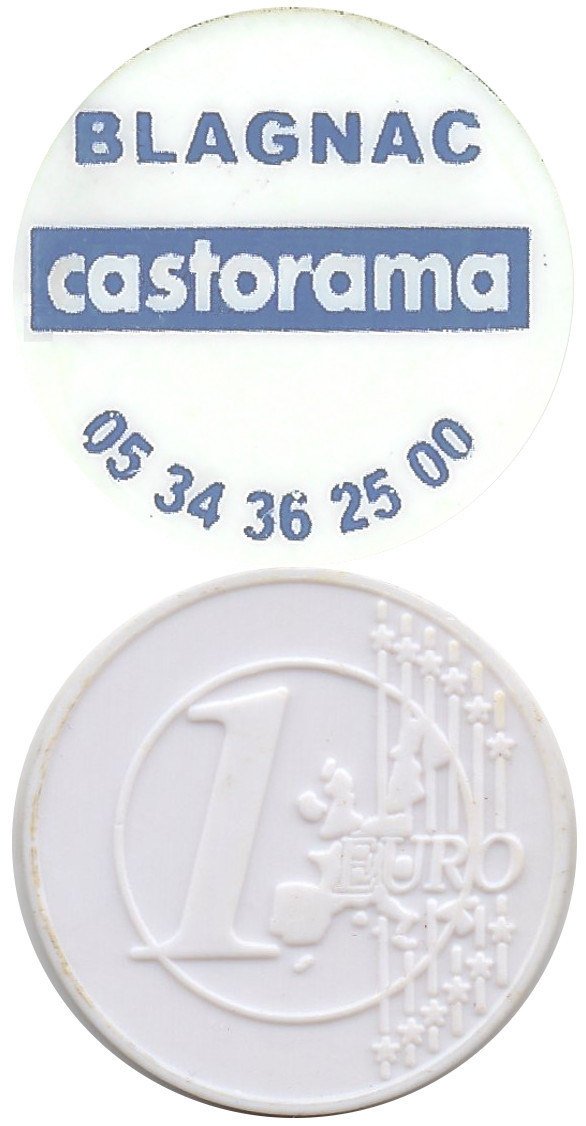 BLAGNAC
castorama
05 34 36 25 00
1
EURO